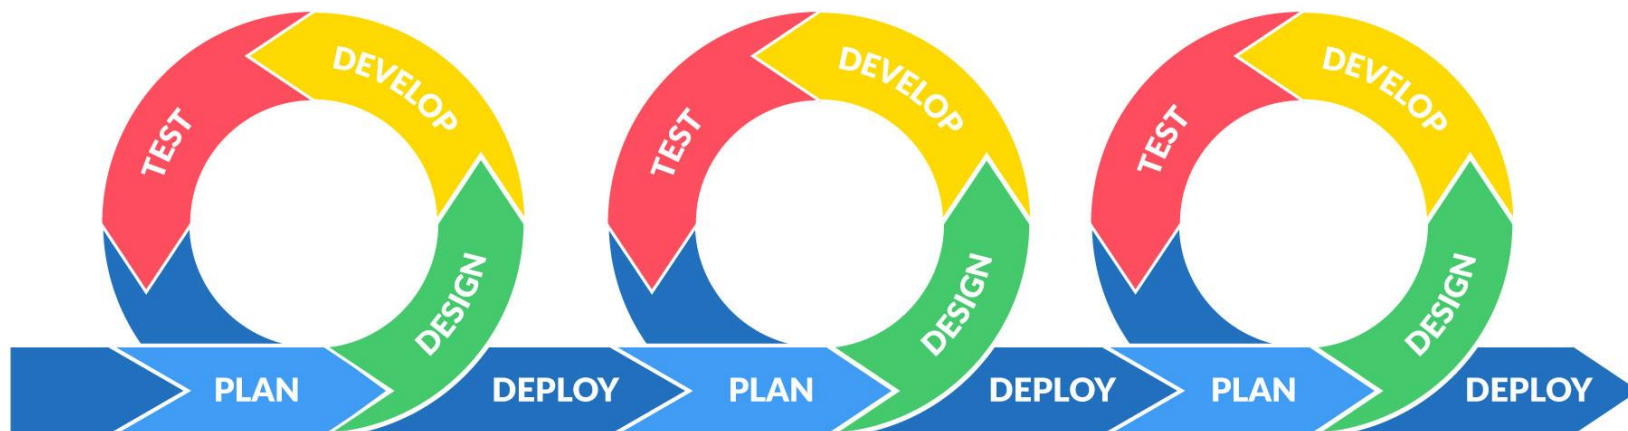 PLAN
DESIGN
DEVELOP
TEST
DEPLOY
PLAN
DESIGN
DEVELOP
TEST
DEPLOY
PLAN
DESIGN
DEVELOP
TEST
DEPLOY